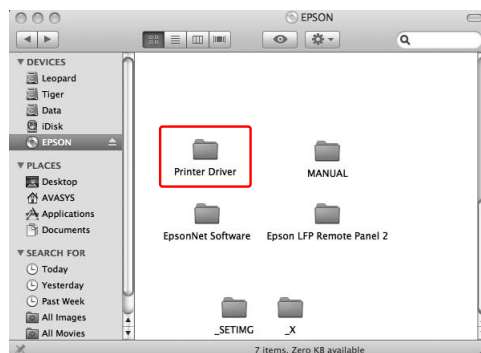 EPSON
DEVICES
Leopard
Tiger
Data
iDisk
EPSON
PLACES
Desktop
AVASYS
Applications
Documents
SEARCH FOR
Today
Yesterday
Past Week
All Images
All Movies
Printer Driver
MANUAL
EpsonNet Software
Epson LFP Remote Panel 2
_SETIMG
_X
7 items, Zero KB available